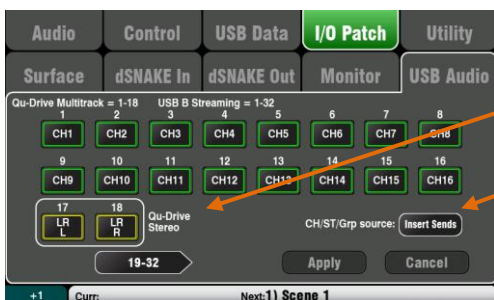 Audio Control USB Data I/O Patch Utility
Surface dSNAKE In dSNAKE Out Monitor USB Audio
Qu-Drive Multitrack = 1-18 USB B Streaming = 1-32
1 2 3 4 5 6 7 8
CH1 CH2 CH3 CH4 CH5 CH6 CH7 CH8
9 10 11 12 13 14 15 16
CH9 CH10 CH11 CH12 CH13 CH14 CH15 CH16
17 18
LR L LR R Qu-Drive Stereo
CH/ST/Grp source: Insert Sends
19-32 Apply Cancel
+1 Curr: Next:1) Scene 1